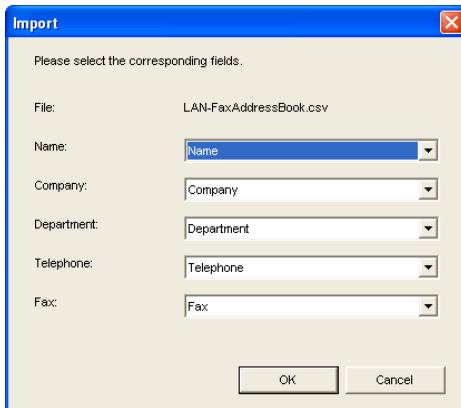 Import
Please select the corresponding fields.
File: LAN-FaxAddressBook.csv
Name: Name
Company: Company
Department: Department
Telephone: Telephone
Fax: Fax
OK Cancel